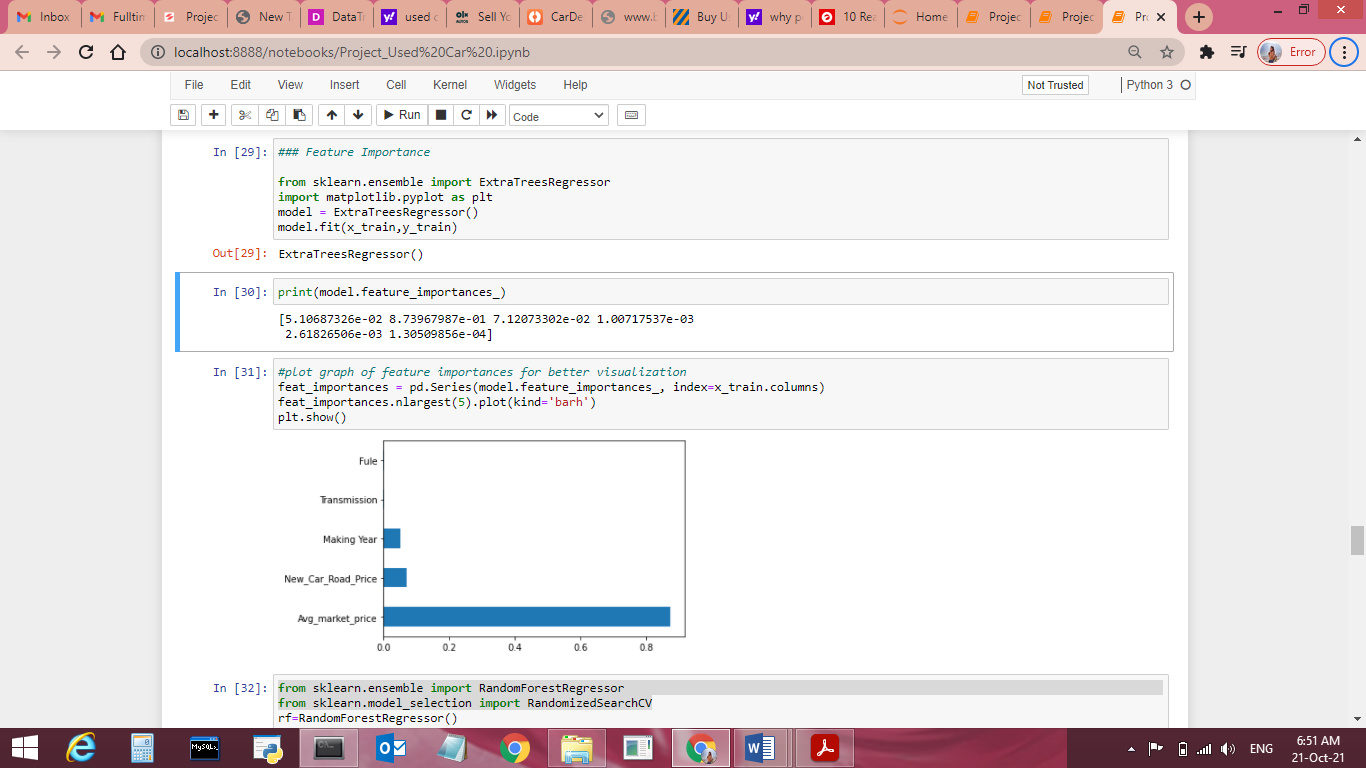 Inbox
Fulltin
Projec
New T
DataT
used c
Sell Yo
CarDe
www.b
Buy Us
why p
10 Rea
Home
Projec
Projec
Pro
localhost:8888/notebooks/Project_Used%20Car%20.ipynb
Error
File Edit View Insert Cell Kernel Widgets Help
Not Trusted
Python 3
Run
Code
In [29]: ### Feature Importance
from sklearn.ensemble import ExtraTreesRegressor
import matplotlib.pyplot as plt
model = ExtraTreesRegressor()
model.fit(x_train,y_train)
Out[29]: ExtraTreesRegressor()
In [30]: print(model.feature_importances_)
[5.10687326e-02 8.73967987e-01 7.12073302e-02 1.00717537e-03
2.61826506e-03 1.30509856e-04]
In [31]: #plot graph of feature importances for better visualization
feat_importances = pd.Series(model.feature_importances_, index=x_train.columns)
feat_importances.nlargest(5).plot(kind='barh')
plt.show()
Fule
Transmission
Making Year
New_Car_Road_Price
Avg_market_price
0.0 0.2 0.4 0.6 0.8
In [32]: from sklearn.ensemble import RandomForestRegressor
from sklearn.model_selection import RandomizedSearchCV
rf=RandomForestRegressor()
ENG
6:51 AM
21-Oct-21